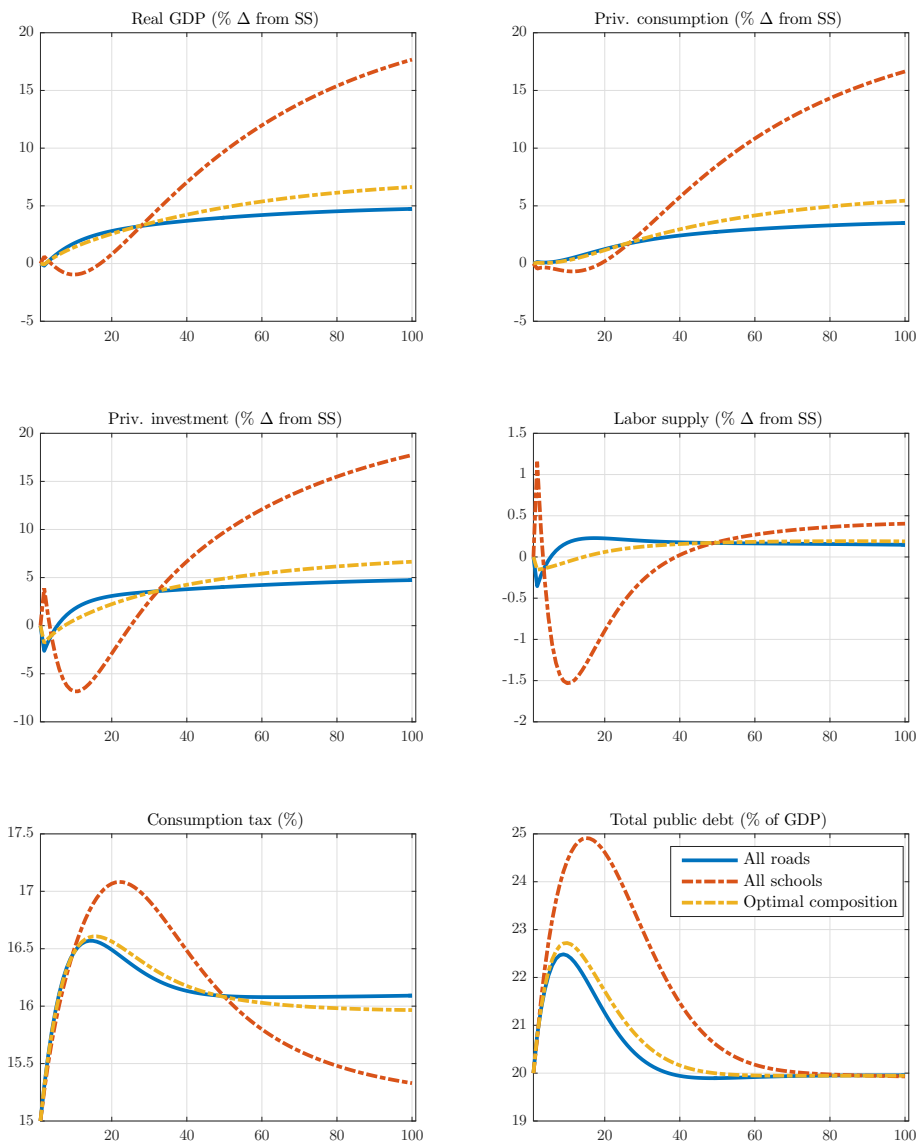 Real GDP (% Δ from SS)
20
15
10
5
0
-5
20 40 60 80 100
Priv. consumption (% Δ from SS)
20
15
10
5
0
-5
20 40 60 80 100
Priv. investment (% Δ from SS)
20
15
10
5
0
-5
-10
20 40 60 80 100
Labor supply (% Δ from SS)
1.5
1
0.5
0
-0.5
-1
-1.5
-2
20 40 60 80 100
Consumption tax (%)
17.5
17
16.5
16
15.5
15
20 40 60 80 100
Total public debt (% of GDP)
25
24
23
22
21
20
19
20 40 60 80 100
All roads
All schools
Optimal composition